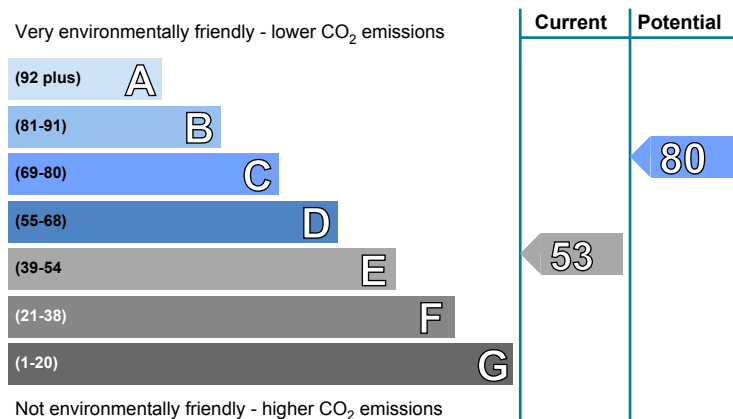 Current Potential
Very environmentally friendly - lower CO₂ emissions
(92 plus) A
(81-91) B
80
(69-80) C
(55-68) D
53
(39-54 E
(21-38) F
(1-20) G
Not environmentally friendly - higher CO₂ emissions